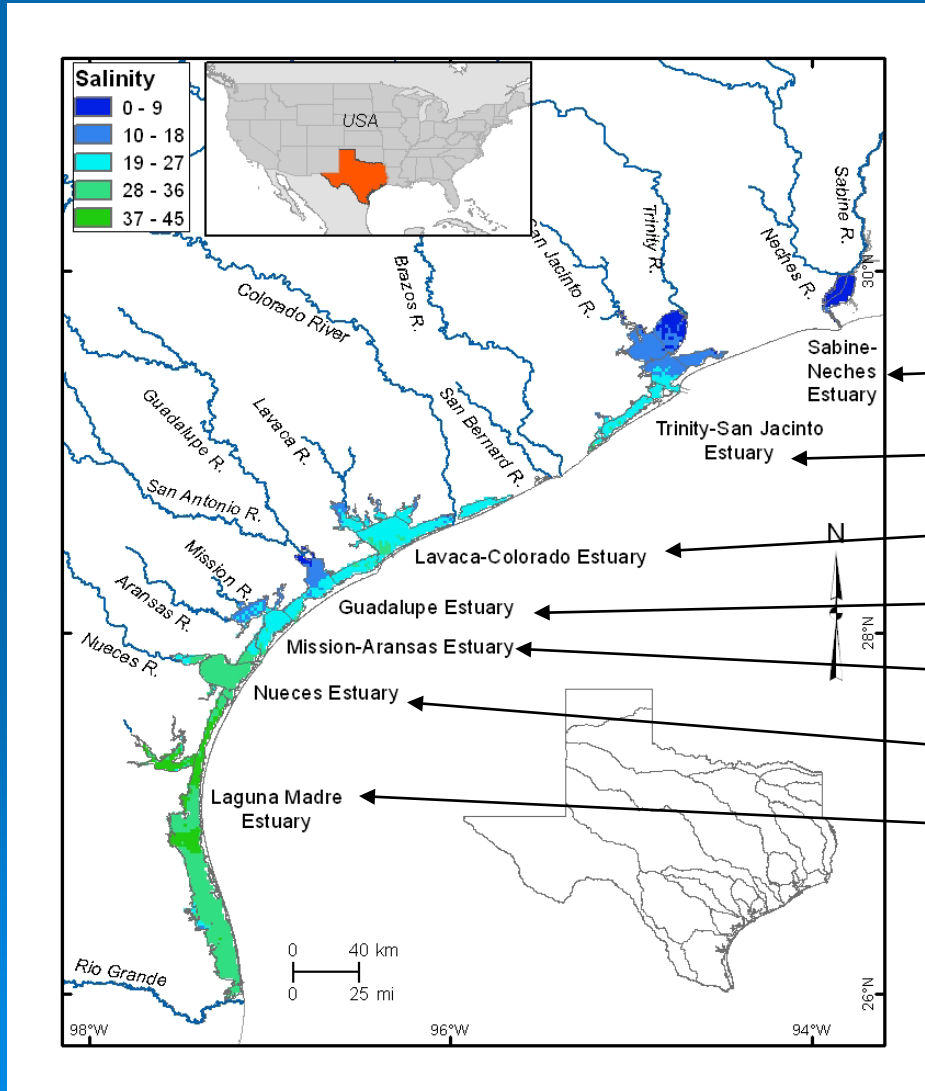 Salinity
0 - 9
10 - 18
19 - 27
28 - 36
37 - 45
USA
Sabine R.
Neches R.
Trinity R.
San Jacinto R.
Brazos R.
Colorado River
San Bernard R.
Lavaca R.
Guadalupe R.
San Antonio R.
Mission R.
Aransas R.
Nueces R.
Rio Grande
Sabine-
Neches
Estuary
Trinity-San Jacinto
Estuary
Lavaca-Colorado Estuary
Guadalupe Estuary
Mission-Aransas Estuary
Nueces Estuary
Laguna Madre
Estuary
N
30°N
28°N
26°N
0 40 km
0 25 mi
98°W
96°W
94°W